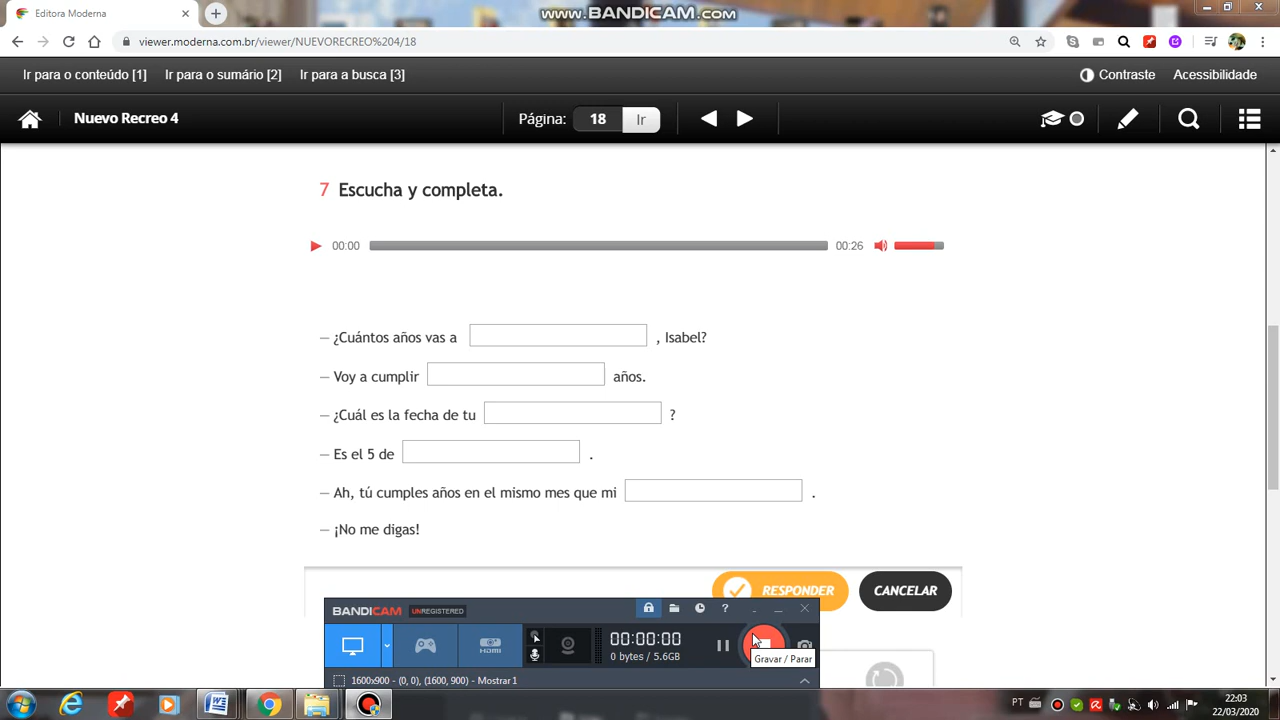 Editora Moderna
www.BANDICAM.com
viewer.moderna.com.br/viewer/NUEVORECREO%204/18
Ir para o conteúdo [1] Ir para o sumário [2] Ir para a busca [3] Contraste Acessibilidade
Nuevo Recreo 4 Página: 18 Ir
7 Escucha y completa.
00:00 00:26
— ¿Cuántos años vas a , Isabel?
— Voy a cumplir años.
— ¿Cuál es la fecha de tu ?
— Es el 5 de .
— Ah, tú cumples años en el mismo mes que mi .
— ¡No me digas!
RESPONDER CANCELAR
BANDICAM UNREGISTERED
HDMI 00:00:00
0 bytes / 5.6GB
Gravar / Parar
1600x900 - (0, 0), (1600, 900) - Mostrar 1
PT 22:03
22/03/2020